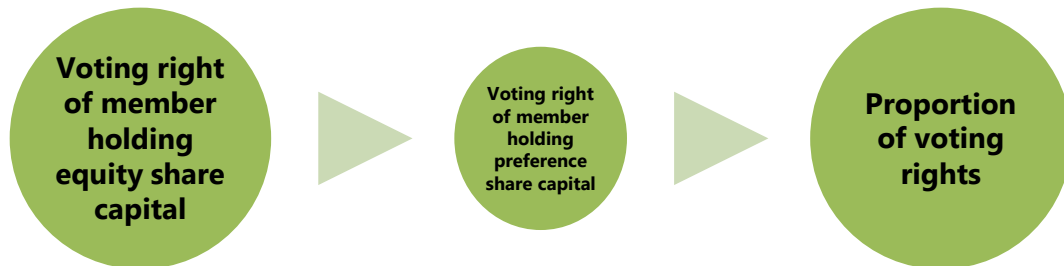 Voting right
of member
holding
equity share
capital
Voting right
of member
holding
preference
share capital
Proportion
of voting
rights